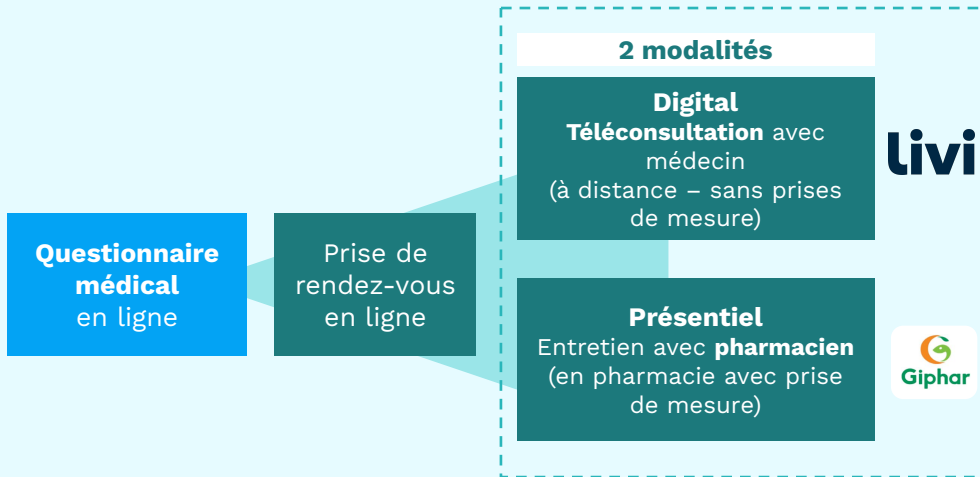 2 modalités
Digital
Téléconsultation avec
médecin
(à distance – sans prises
de mesure)
livi
Questionnaire
médical
en ligne
Prise de
rendez-vous
en ligne
Présentiel
Entretien avec pharmacien
(en pharmacie avec prise
de mesure)
Giphar